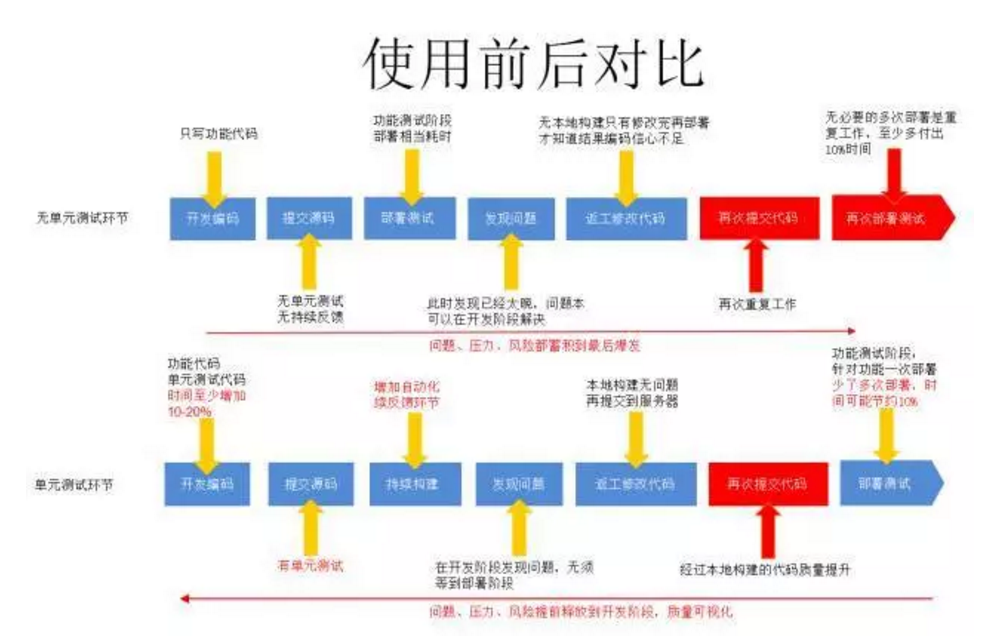 使用前后对比
只写功能代码
功能测试阶段
部署相当耗时
无本地构建只有修改完再部署
才知道结果编码信心不足
无必要的多次部署是重
复工作，至少多付出
10%时间
无单元测试环节
开发编码
提交源码
部署测试
发现问题
返工修改代码
再次提交代码
再次部署测试
无单元测试
无持续反馈
此时发现已经太晚，问题本
可以在开发阶段解决
再次重复工作
问题、压力、风险都蓄积到最后爆发
功能代码
单元测试代码
时间至少增加
10-20%
增加自动化
续反馈环节
本地构建无问题
再提交到服务器
功能测试阶段，
针对功能一次部署
少了多次部署，时
间可能节约10%
单元测试环节
开发编码
提交源码
持续构建
发现问题
返工修改代码
再次提交代码
部署测试
有单元测试
在开发阶段发现问题，无须
等到部署阶段
经过本地构建的代码质量提升
问题、压力、风险提前释放到开发阶段，质量可视化